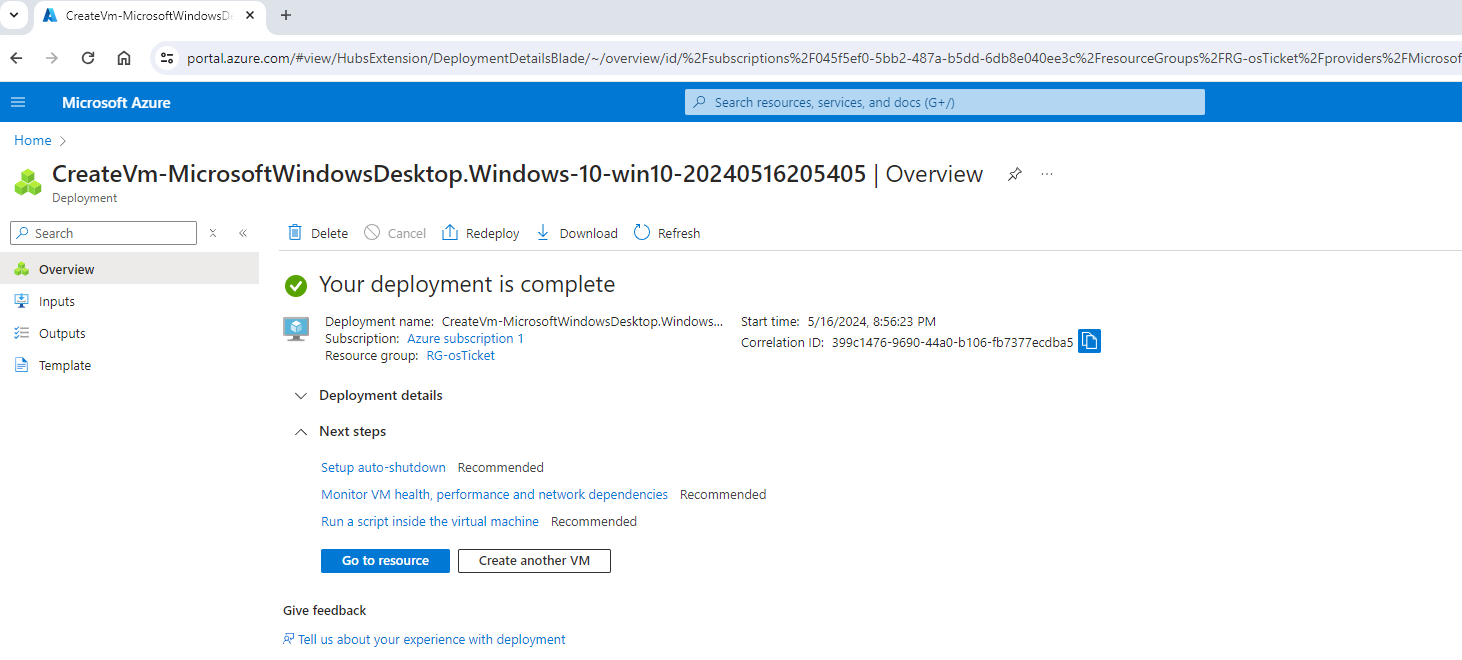 CreateVm-MicrosoftWindowsD
portal.azure.com/#view/HubsExtension/DeploymentDetailsBlade/~/overview/id/%2Fsubscriptions%2F045f5ef0-5bb2-487a-b5dd-6db8e040ee3c%2FresourceGroups%2FRG-osTicket%2Fproviders%2FMicrosof
Microsoft Azure
Search resources, services, and docs (G+/)
Home
CreateVm-MicrosoftWindowsDesktop.Windows-10-win10-20240516205405 | Overview
Deployment
Search
Delete Cancel Redeploy Download Refresh
Overview
Inputs
Outputs
Template
Your deployment is complete
Deployment name: CreateVm-MicrosoftWindowsDesktop.Windows...
Subscription: Azure subscription 1
Resource group: RG-osTicket
Start time: 5/16/2024, 8:56:23 PM
Correlation ID: 399c1476-9690-44a0-b106-fb7377ecdba5
Deployment details
Next steps
Setup auto-shutdown Recommended
Monitor VM health, performance and network dependencies Recommended
Run a script inside the virtual machine Recommended
Go to resource Create another VM
Give feedback
Tell us about your experience with deployment